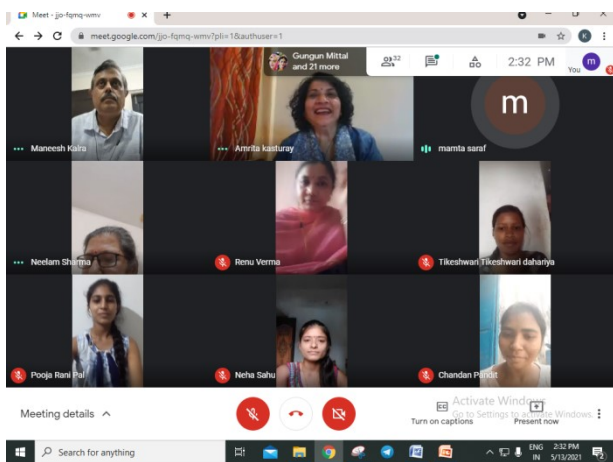 Meet - jjo-fqmq-wmv
meet.google.com/jjo-fqmq-wmv?pli=1&authuser=1
K
Gungun Mittal
and 21 more
32
2:32 PM
You
m
m
Maneesh Kalra
Amrita kasturay
mamta saraf
Neelam Sharma
Renu Verma
Tikeshwari Tikeshwari dahariya
Pooja Rani Pal
Neha Sahu
Chandan Pandit
Meeting details
CC
Turn on captions
Present now
Activate Windows
Go to Settings to activate Windows.
Search for anything
ENG
IN
2:32 PM
5/13/2021
2